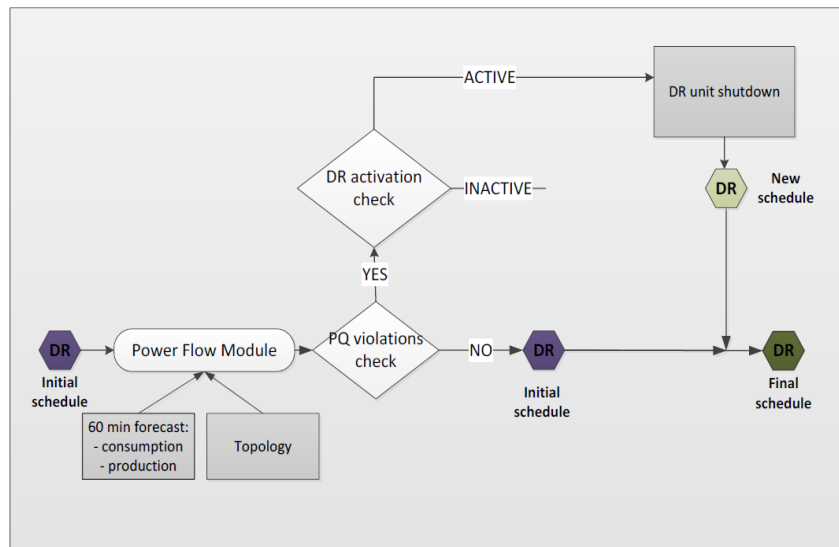 ACTIVE
DR unit shutdown
DR activation
check
INACTIVE
DR
New
schedule
YES
DR
Initial
schedule
Power Flow Module
PQ violations
check
NO
DR
Initial
schedule
DR
Final
schedule
60 min forecast:
- consumption
- production
Topology